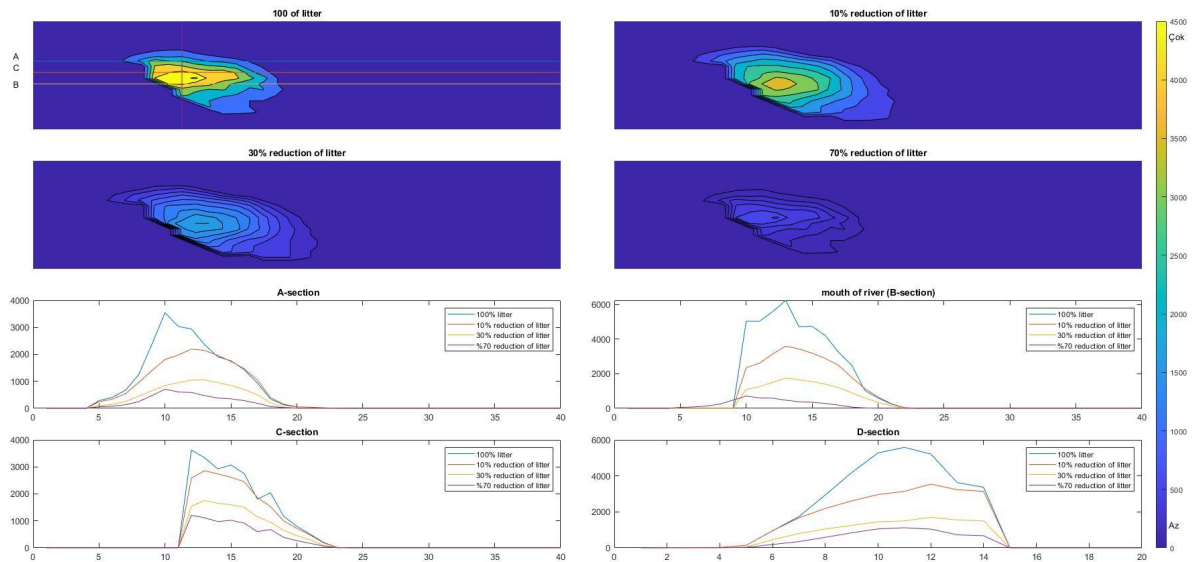 100 of litter
10% reduction of litter
A
C
B
30% reduction of litter
70% reduction of litter
4500
Çok
4000
3500
3000
2500
2000
1500
1000
500
Az
0
A-section
4000
3000
2000
1000
0
0 5 10 15 20 25 30 35 40
100% litter
10% reduction of litter
30% reduction of litter
%70 reduction of litter
mouth of river (B-section)
6000
4000
2000
0
0 5 10 15 20 25 30 35 40
100% litter
10% reduction of litter
30% reduction of litter
%70 reduction of litter
C-section
4000
3000
2000
1000
0
0 5 10 15 20 25 30 35 40
100% litter
10% reduction of litter
30% reduction of litter
%70 reduction of litter
D-section
6000
4000
2000
0
0 2 4 6 8 10 12 14 16 18 20
100% litter
10% reduction of litter
30% reduction of litter
%70 reduction of litter